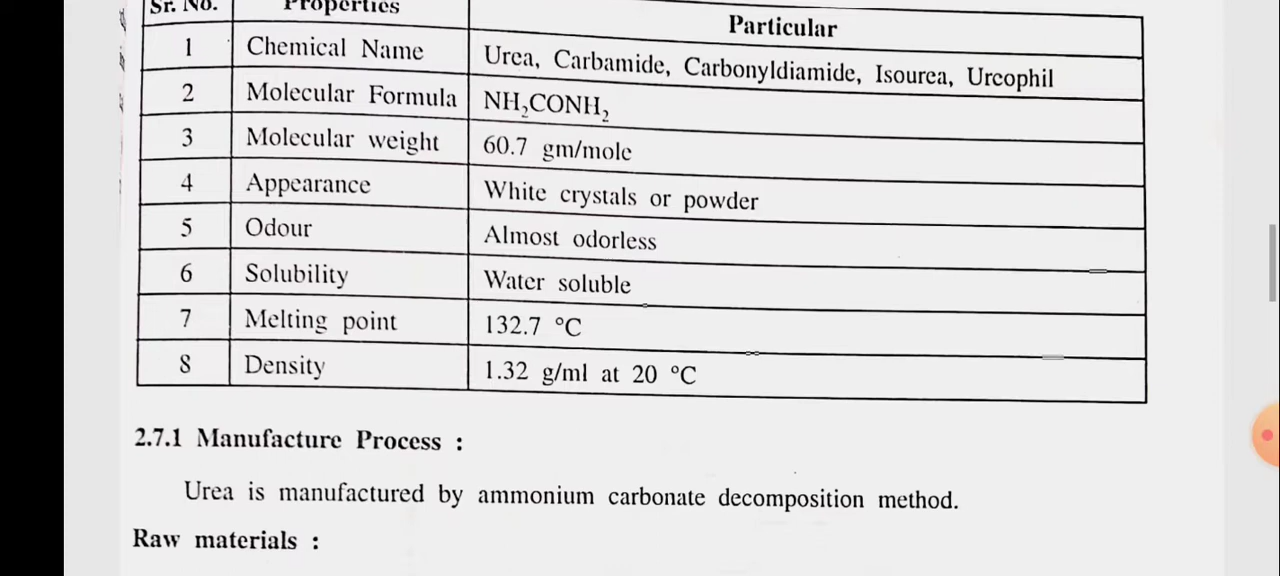 Sr. No. Properties Particular
1 Chemical Name Urea, Carbamide, Carbonyldiamide, Isourea, Ureophil
2 Molecular Formula NH₂CONH₂
3 Molecular weight 60.7 gm/mole
4 Appearance White crystals or powder
5 Odour Almost odorless
6 Solubility Water soluble
7 Melting point 132.7 °C
8 Density 1.32 g/ml at 20 °C
2.7.1 Manufacture Process :
Urea is manufactured by ammonium carbonate decomposition method.
Raw materials :